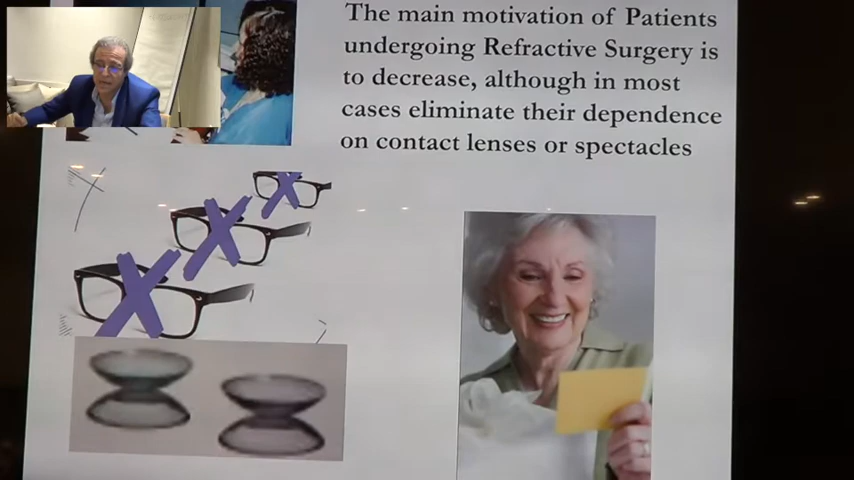 The main motivation of Patients
undergoing Refractive Surgery is
to decrease, although in most
cases eliminate their dependence
on contact lenses or spectacles